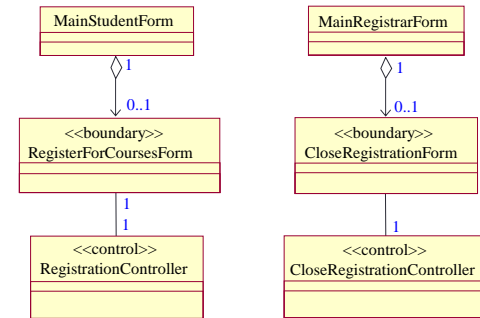 MainStudentForm
1
0..1
<<boundary>>
RegisterForCoursesForm
1
1
<<control>>
RegistrationController
MainRegistrarForm
1
0..1
<<boundary>>
CloseRegistrationForm
1
<<control>>
CloseRegistrationController